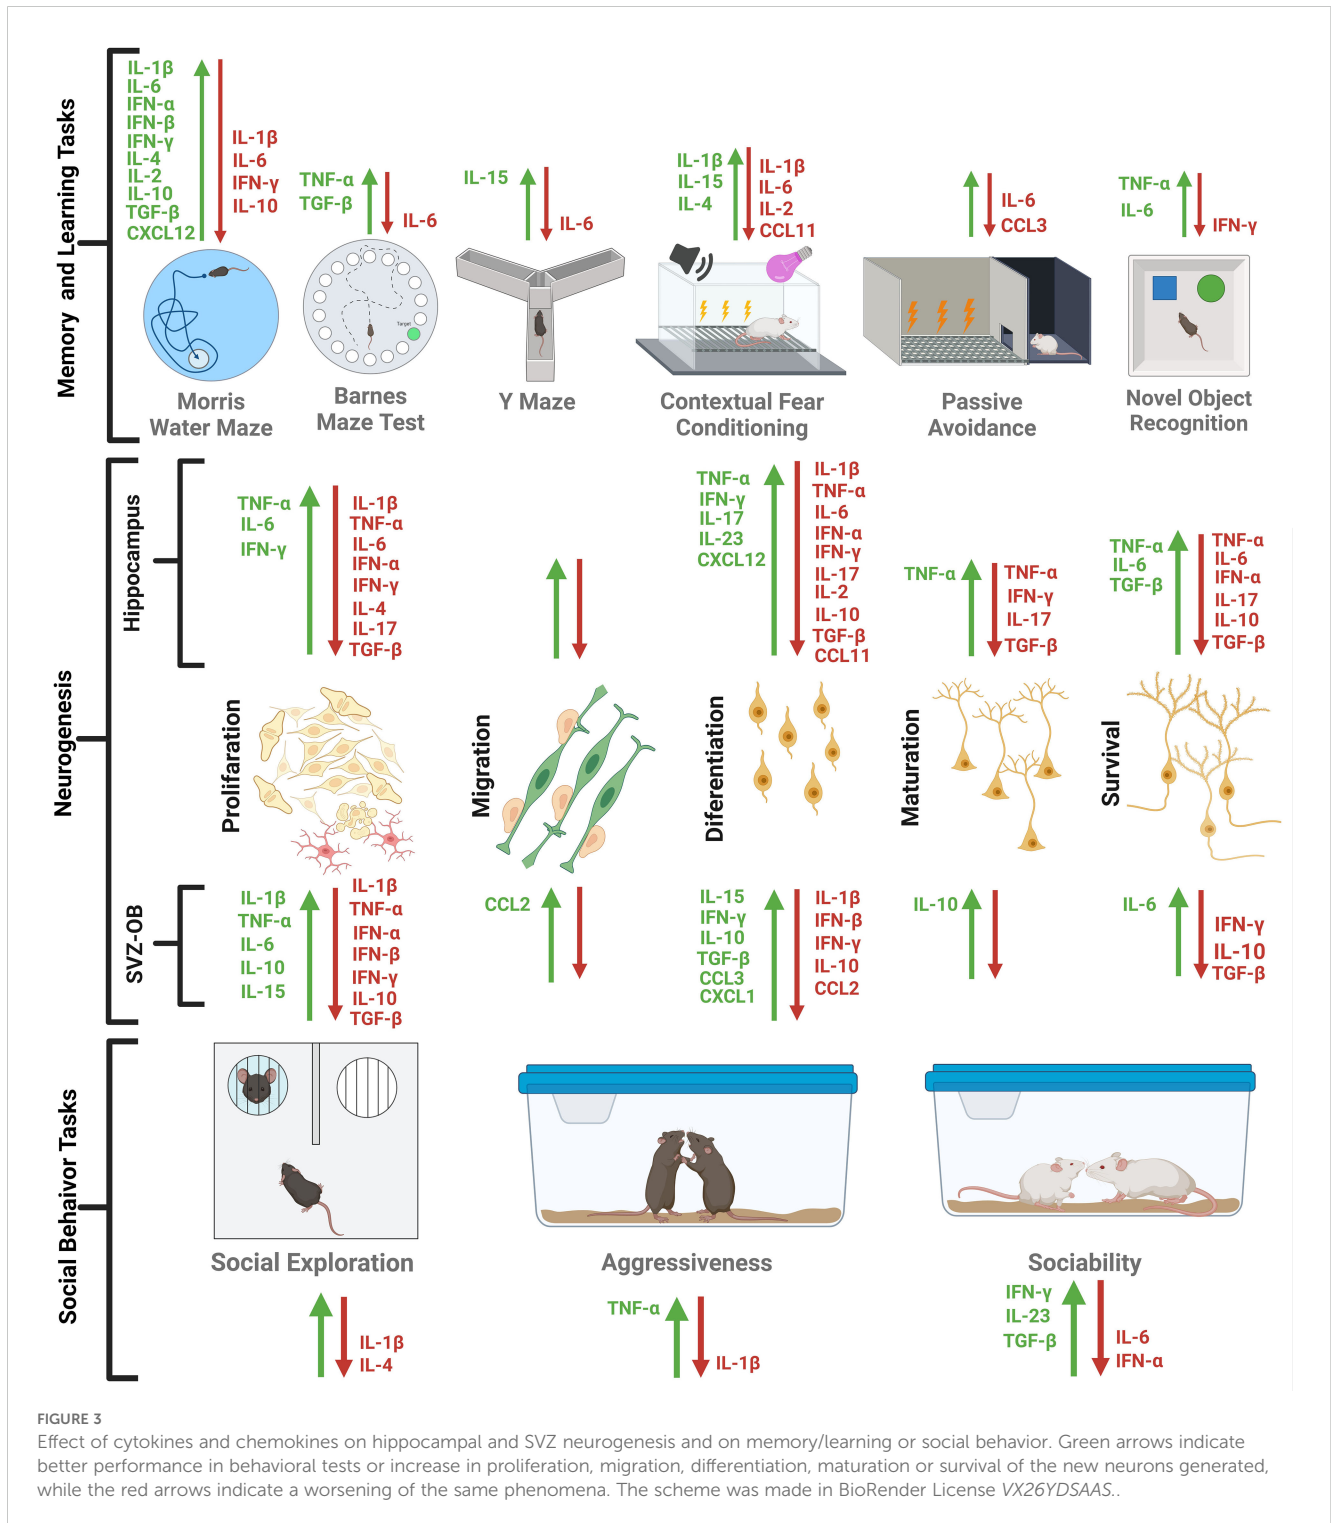 Memory and Learning Tasks
IL-1β
IL-6
IFN-α
IFN-β
IFN-γ
IL-4
IL-2
IL-10
TGF-β
CXCL12
IL-1β
IL-6
IFN-γ
IL-10
Morris
Water Maze
TNF-α
TGF-β
IL-6
Target
Barnes
Maze Test
IL-15
IL-6
Y Maze
IL-1β
IL-15
IL-4
IL-1β
IL-6
IL-2
CCL11
Contextual Fear
Conditioning
IL-6
CCL3
Passive
Avoidance
TNF-α
IL-6
IFN-γ
Novel Object
Recognition
Neurogenesis
Hippocampus
TNF-α
IL-6
IFN-γ
IL-1β
TNF-α
IL-6
IFN-α
IFN-γ
IL-4
IL-17
TGF-β
TNF-α
IFN-γ
IL-17
IL-23
CXCL12
IL-1β
TNF-α
IL-6
IFN-α
IFN-γ
IL-17
IL-2
IL-10
TGF-β
CCL11
TNF-α
TNF-α
IFN-γ
IL-17
TGF-β
TNF-α
IL-6
TGF-β
TNF-α
IL-6
IFN-α
IL-17
IL-10
TGF-β
Prolifaration
Migration
Diferentiation
Maturation
Survival
SVZ-OB
IL-1β
TNF-α
IL-6
IL-10
IL-15
IL-1β
TNF-α
IFN-α
IFN-β
IFN-γ
IL-10
TGF-β
CCL2
IL-15
IFN-γ
IL-10
TGF-β
CCL3
CXCL1
IL-1β
IFN-β
IFN-γ
IL-10
CCL2
IL-10
IL-6
IFN-γ
IL-10
TGF-β
Social Behaivor Tasks
Social Exploration
IL-1β
IL-4
Aggressiveness
TNF-α
IL-1β
Sociability
IFN-γ
IL-23
TGF-β
IL-6
IFN-α
FIGURE 3
Effect of cytokines and chemokines on hippocampal and SVZ neurogenesis and on memory/learning or social behavior. Green arrows indicate
better performance in behavioral tests or increase in proliferation, migration, differentiation, maturation or survival of the new neurons generated,
while the red arrows indicate a worsening of the same phenomena. The scheme was made in BioRender License VX26YDSAAS..